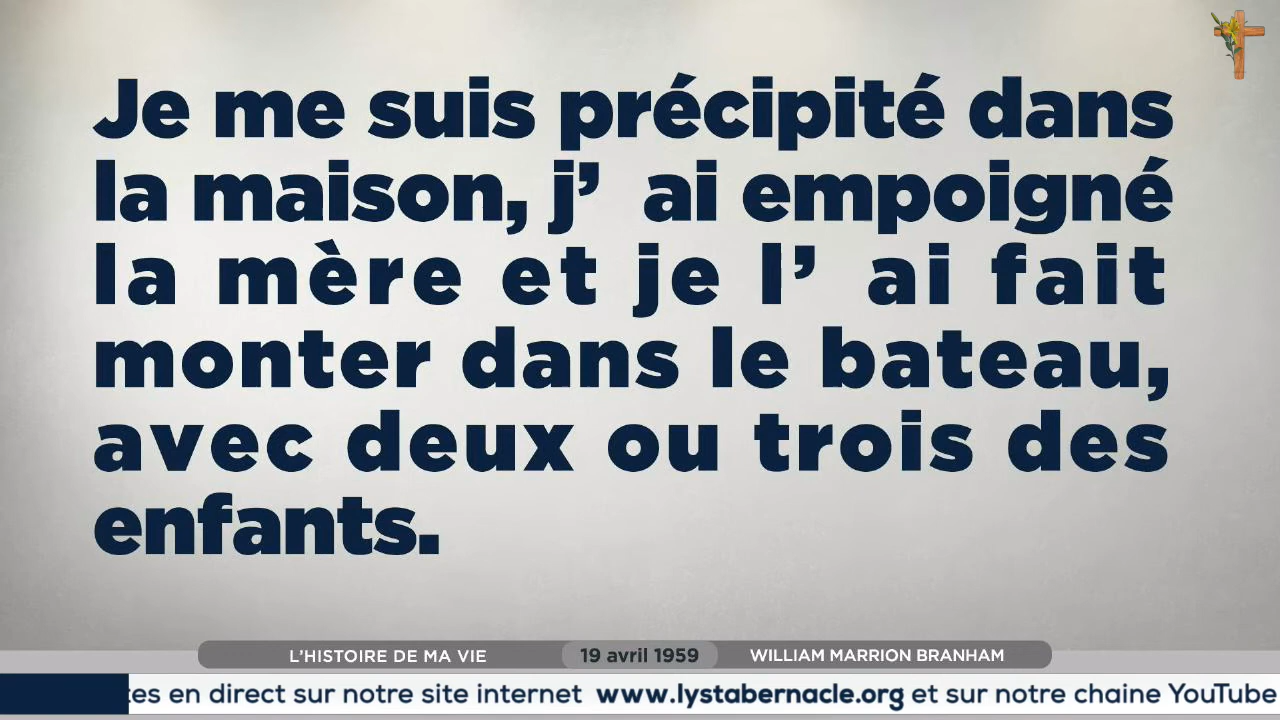 Je me suis précipité dans
la maison, j’ ai empoigné
la mère et je l’ ai fait
monter dans le bateau,
avec deux ou trois des
enfants.
L’HISTOIRE DE MA VIE 19 avril 1959 WILLIAM MARRION BRANHAM
en direct sur notre site internet www.lystabernacle.org et sur notre chaine YouTube